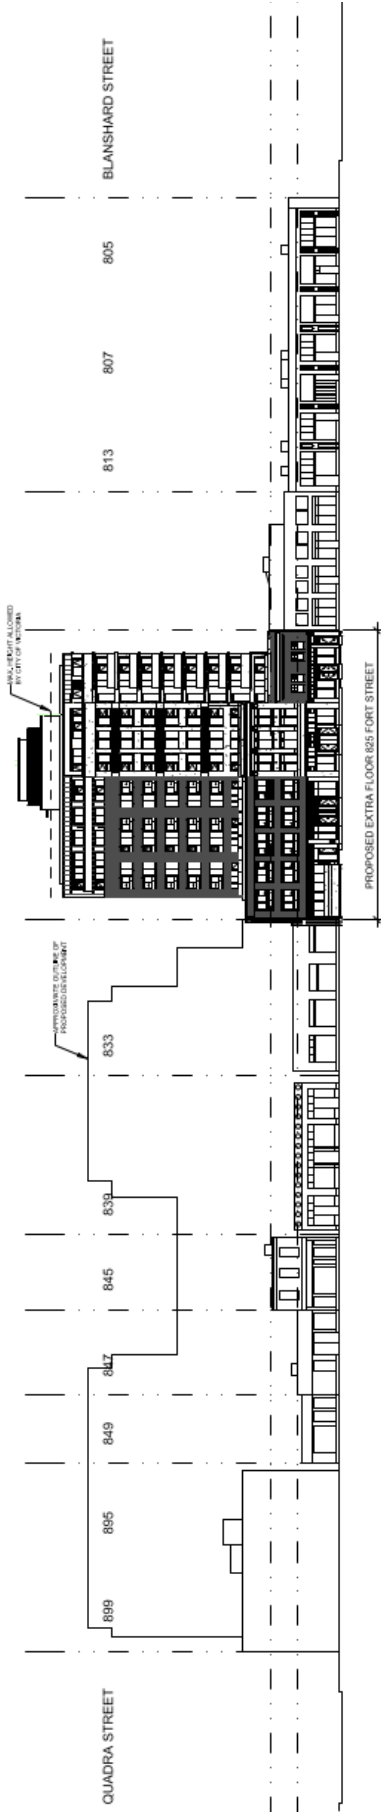 QUADRA STREET
899
895
849
847
845
839
833
APPROXIMATE OUTLINE OF
PROPOSED DEVELOPMENT
MAX. HEIGHT ALLOWED
BY CITY OF VICTORIA
PROPOSED EXTRA FLOOR 825 FORT STREET
813
807
805
BLANSHARD STREET